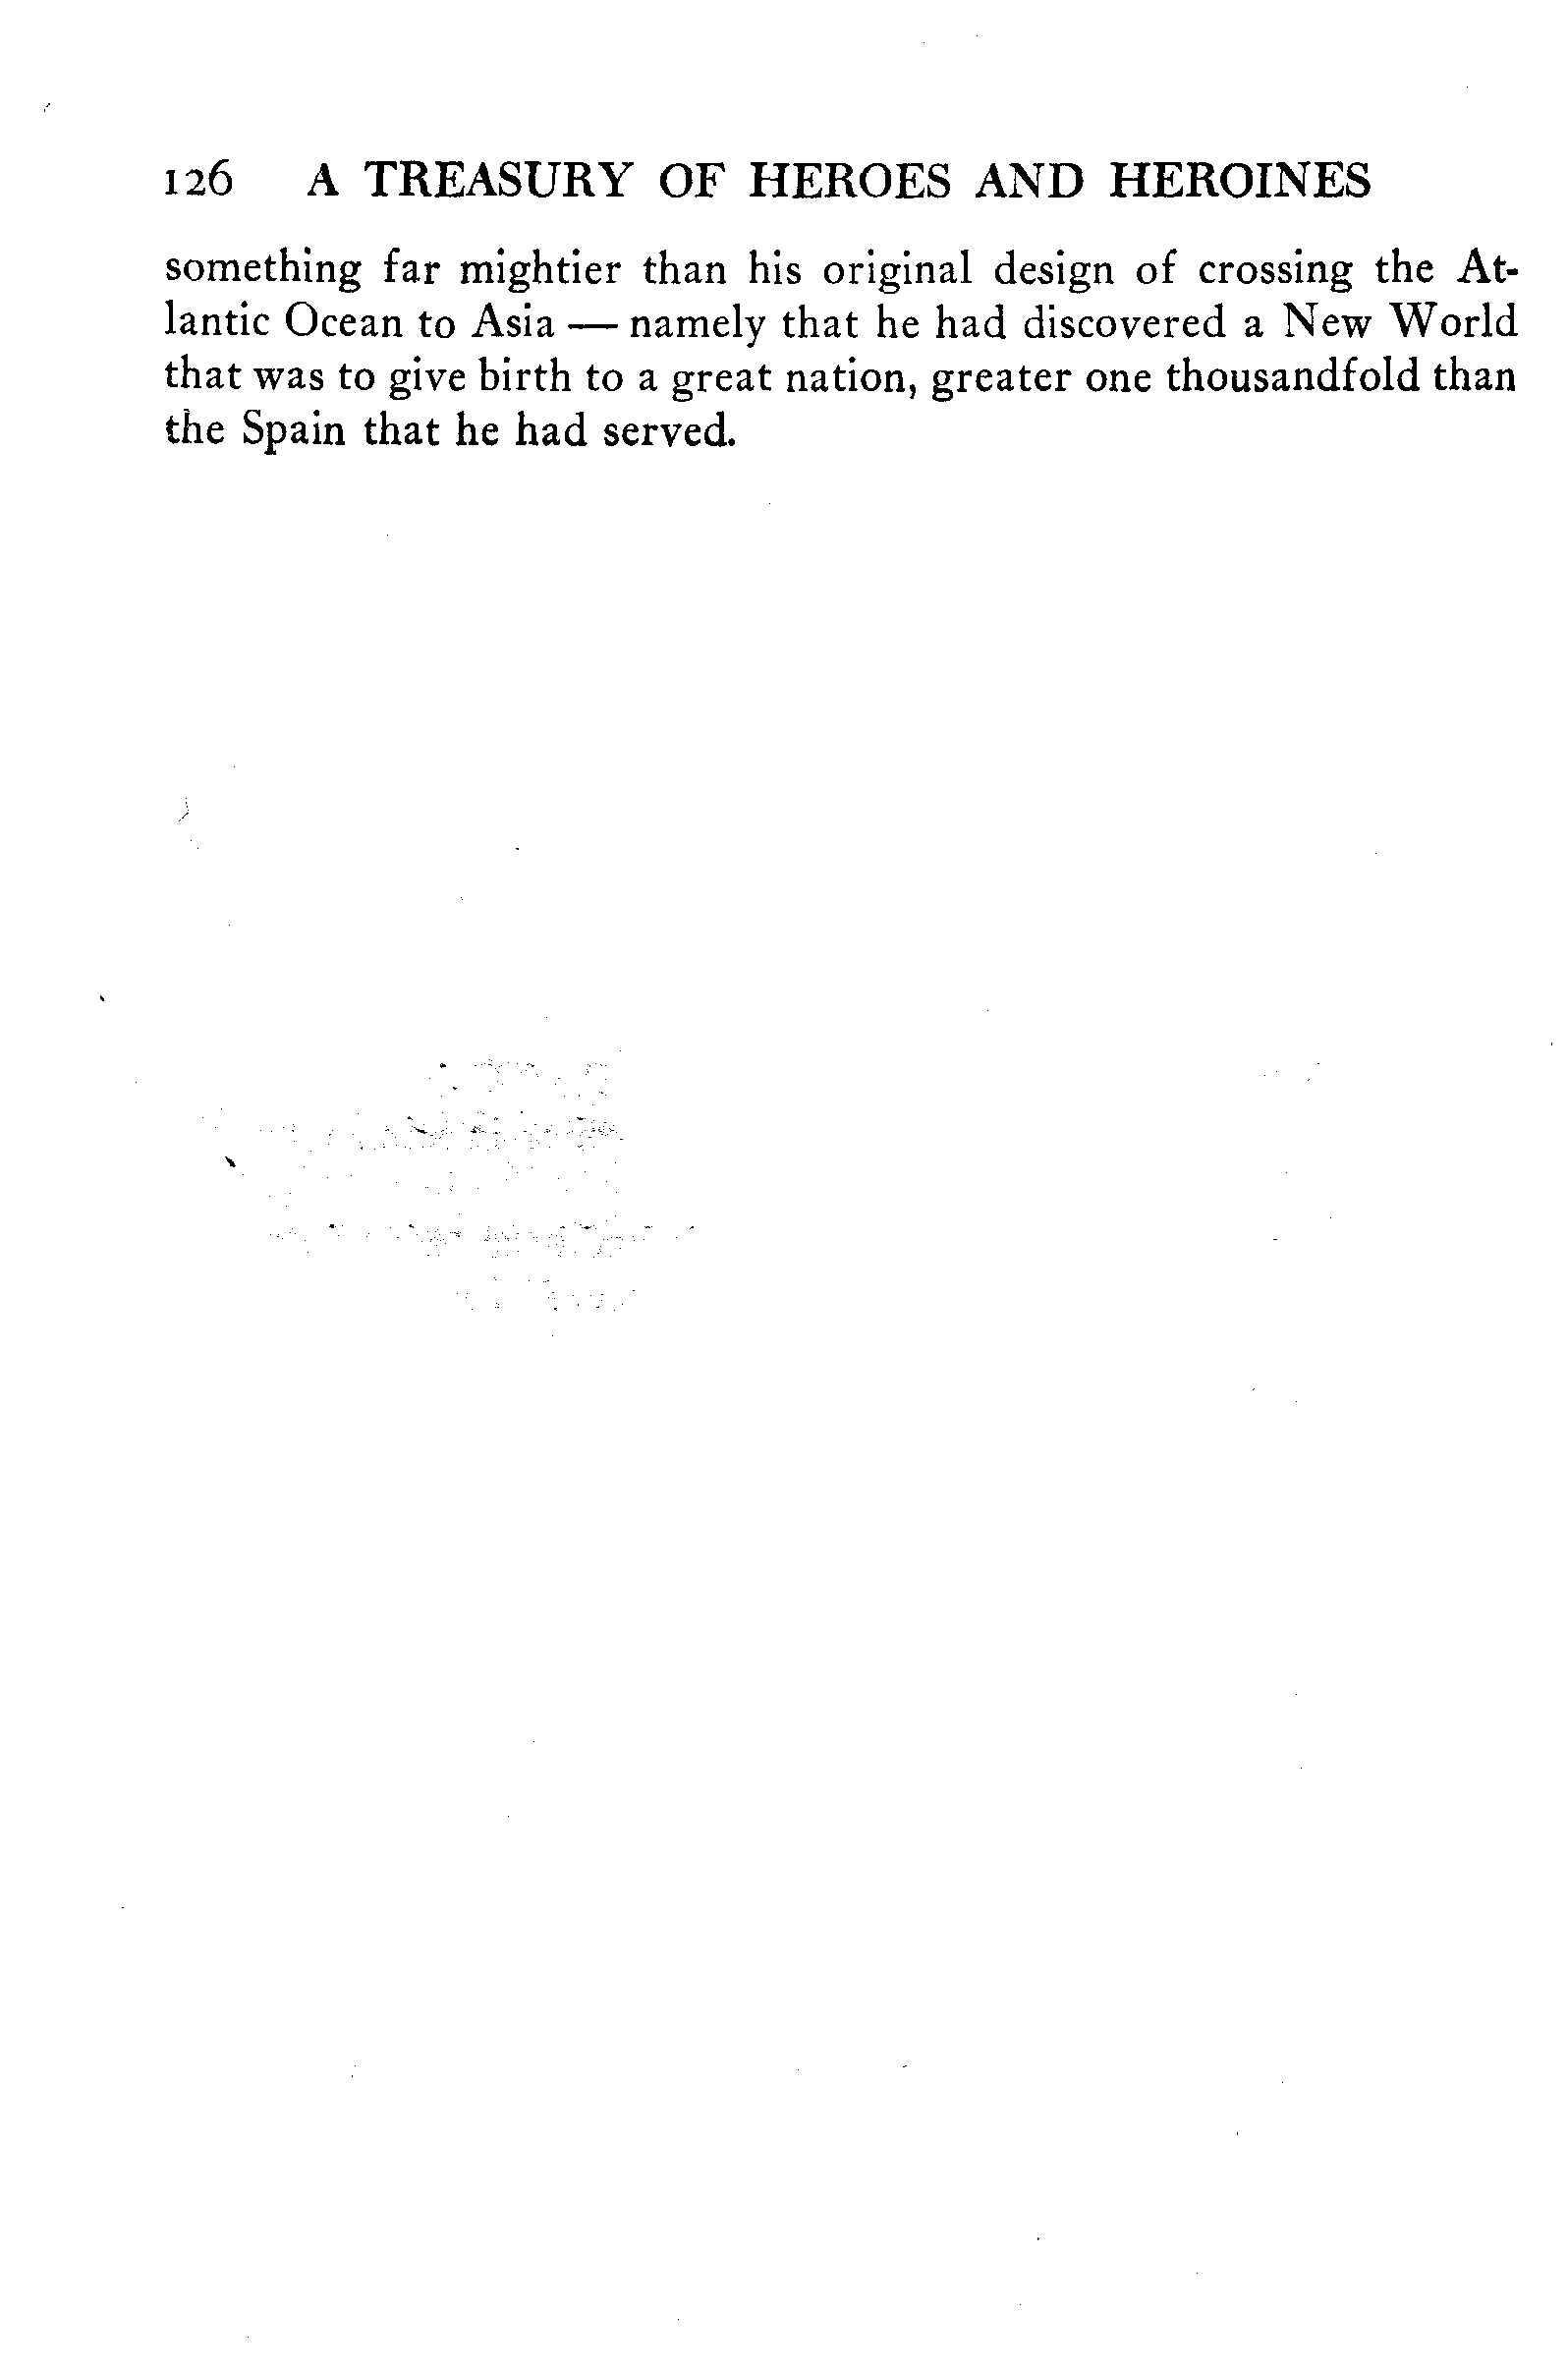 126 A TREASURY OF HEROES AND HEROINES
something far mightier than his original design of crossing the At-
lantic Ocean to Asia — namely that he had discovered a New World
that was to give birth to a great nation, greater one thousandfold than
the Spain that he had served.